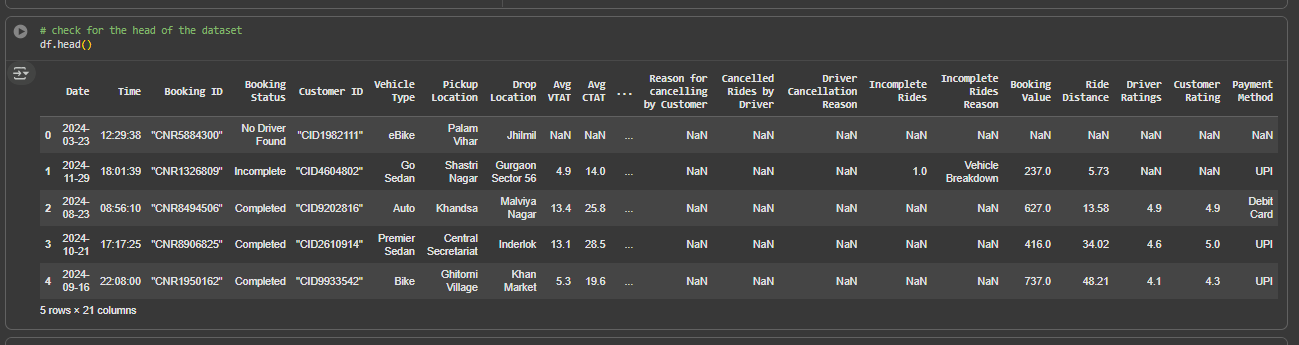 # check for the head of the dataset
df.head()
Date Time Booking ID Booking Status Customer ID Vehicle Type Pickup Location Drop Location Avg VTAT Avg CTAT ... Reason for cancelling by Customer Cancelled Rides by Driver Driver Cancellation Reason Incomplete Rides Incomplete Rides Reason Booking Value Ride Distance Driver Ratings Customer Rating Payment Method
0 2024-03-23 12:29:38 "CNR5884300" No Driver Found "CID1982111" eBike Palam Vihar Jhilmil NaN NaN ... NaN NaN NaN NaN NaN NaN NaN NaN NaN NaN
1 2024-11-29 18:01:39 "CNR1326809" Incomplete "CID4604802" Go Sedan Shastri Nagar Gurgaon Sector 56 4.9 14.0 ... NaN NaN NaN 1.0 Vehicle Breakdown 237.0 5.73 NaN NaN UPI
2 2024-08-23 08:56:10 "CNR8494506" Completed "CID9202816" Auto Khandsa Malviya Nagar 13.4 25.8 ... NaN NaN NaN NaN NaN 627.0 13.58 4.9 4.9 Debit Card
3 2024-10-21 17:17:25 "CNR8906825" Completed "CID2610914" Premier Sedan Central Secretariat Inderlok 13.1 28.5 ... NaN NaN NaN NaN NaN 416.0 34.02 4.6 5.0 UPI
4 2024-09-16 22:08:00 "CNR1950162" Completed "CID9933542" Bike Ghitorni Village Khan Market 5.3 19.6 ... NaN NaN NaN NaN NaN 737.0 48.21 4.1 4.3 UPI
5 rows × 21 columns